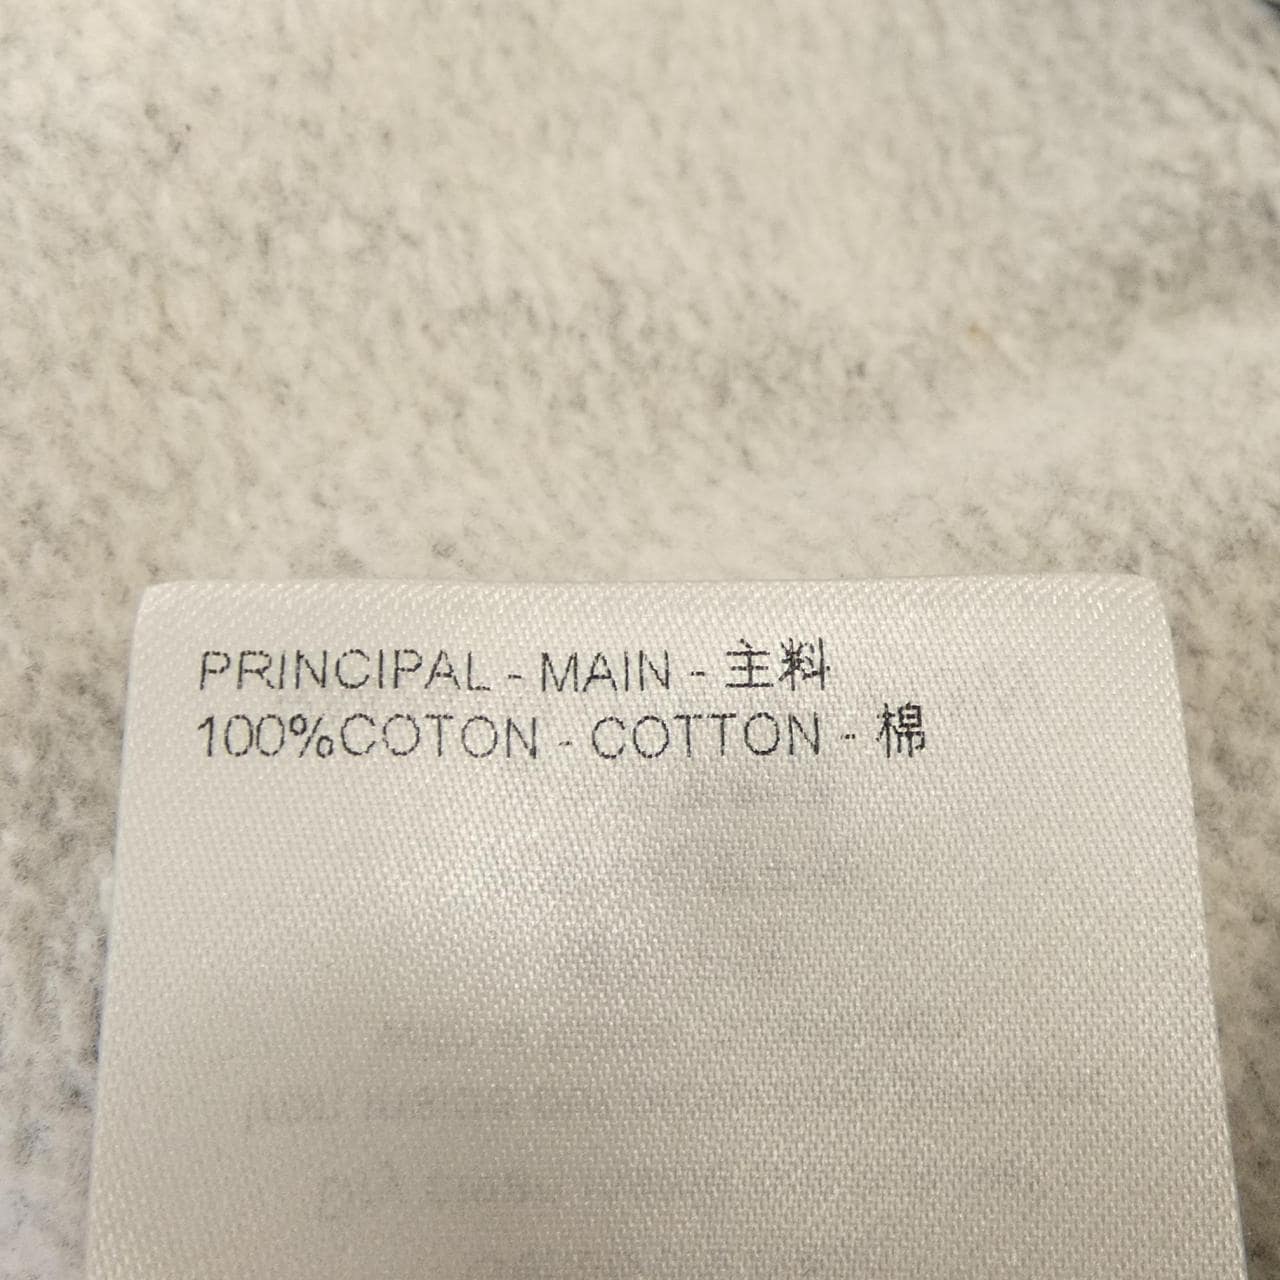 PRINCIPAL - MAIN - 主料
100%COTON - COTTON - 棉